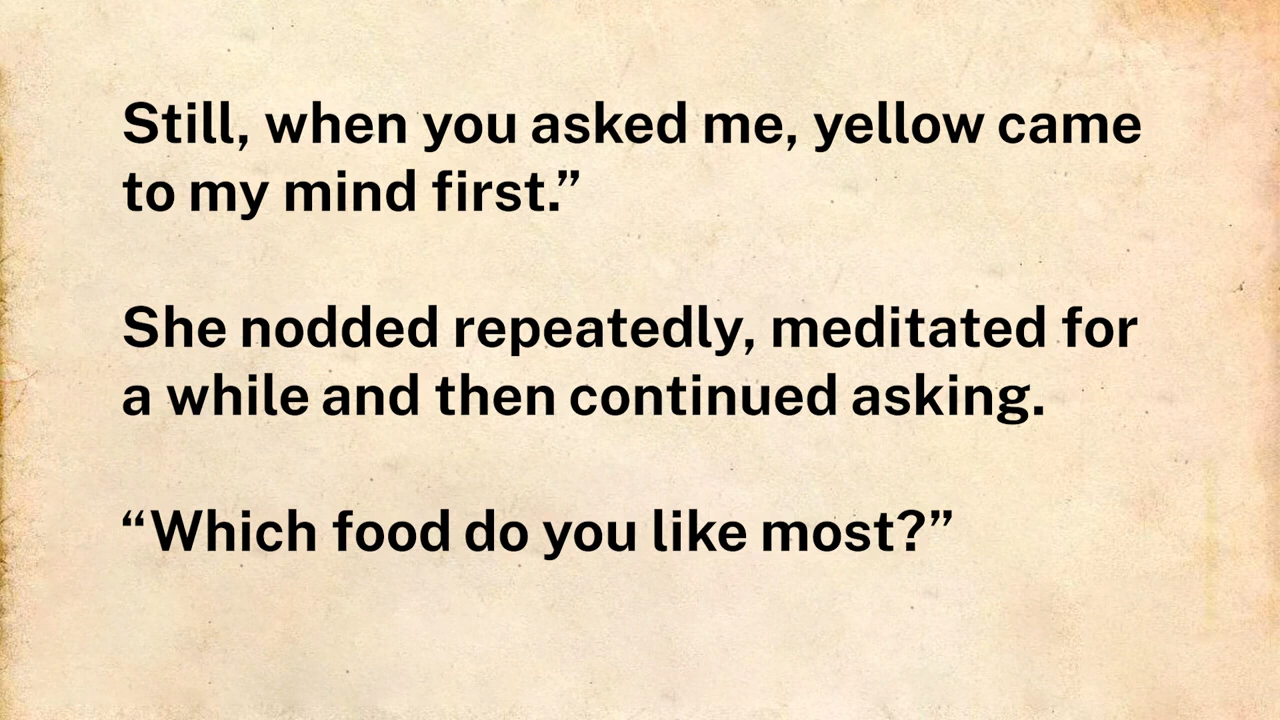 Still, when you asked me, yellow came
to my mind first.”
She nodded repeatedly, meditated for
a while and then continued asking.
“Which food do you like most?”